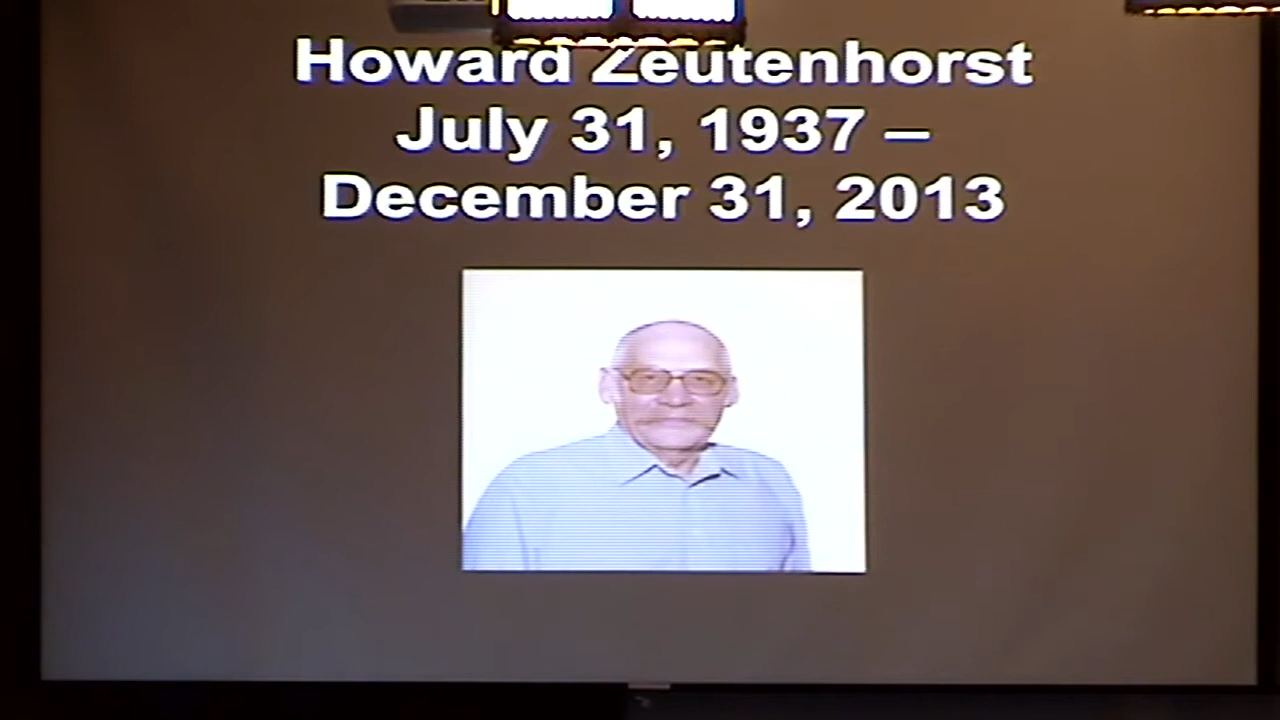 Howard Zeutenhorst
July 31, 1937 –
December 31, 2013